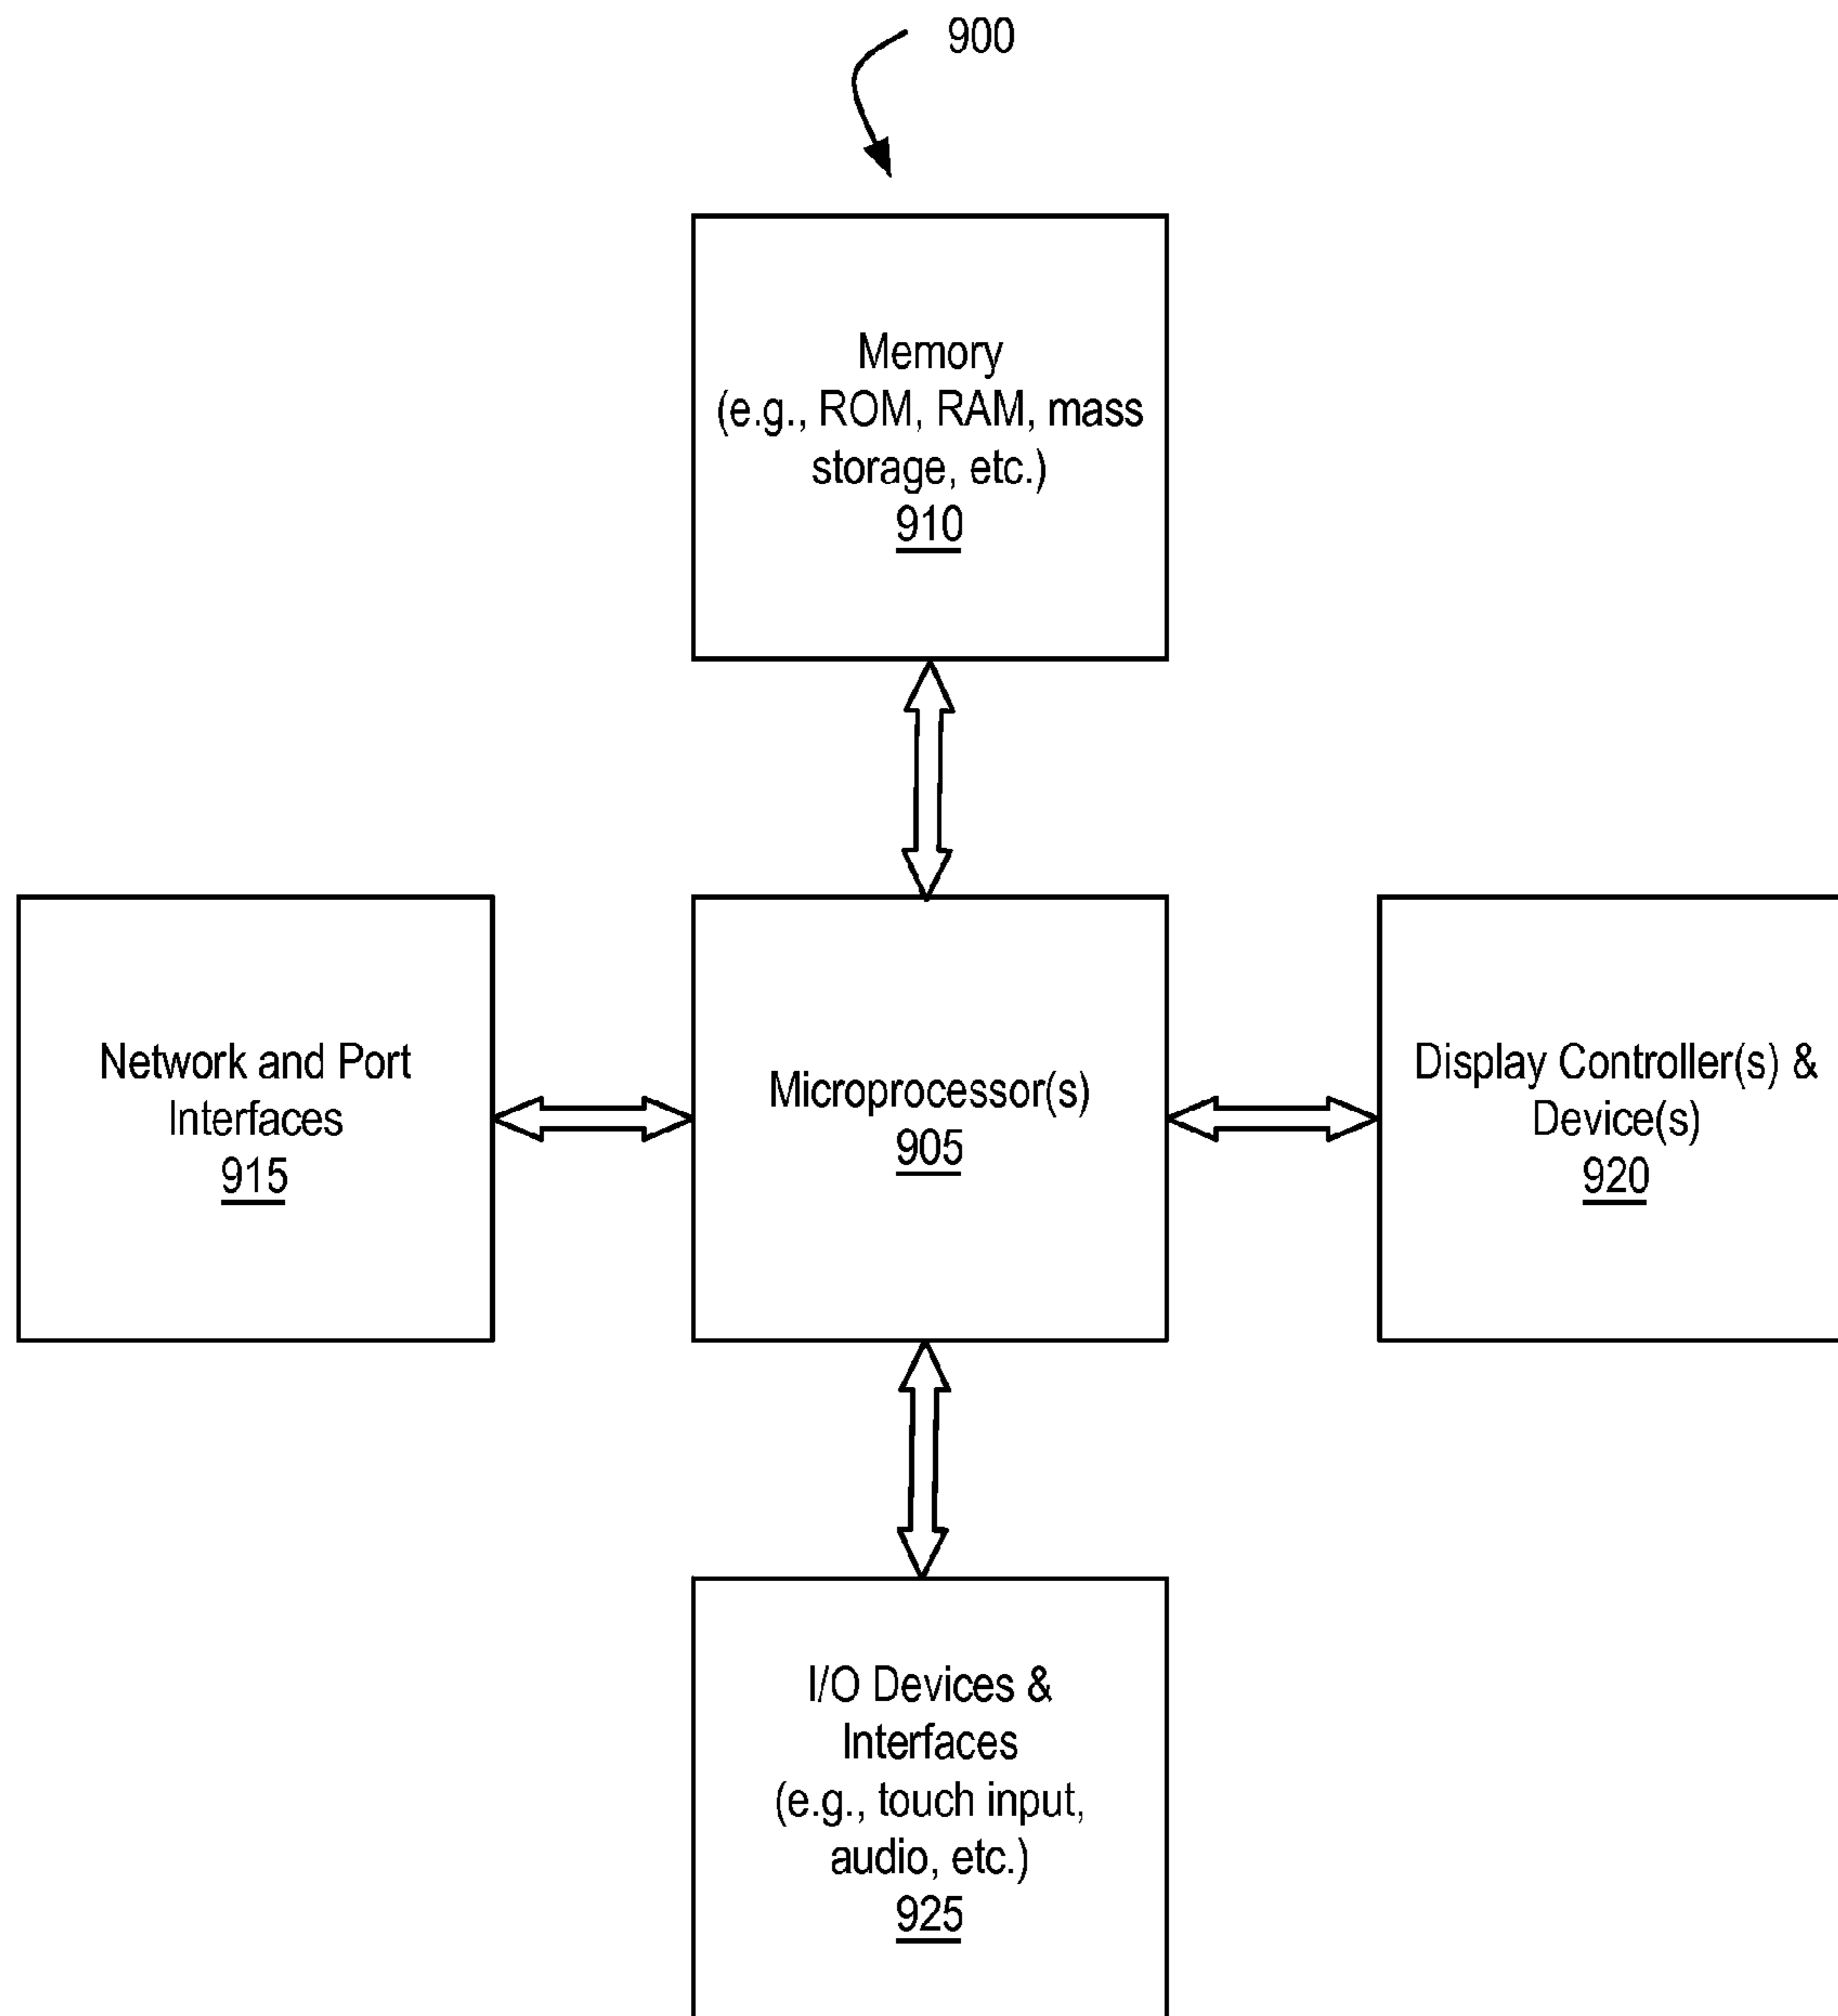 900
Memory
(e.g., ROM, RAM, mass
storage, etc.)
910
Network and Port
Interfaces
915
Microprocessor(s)
905
Display Controller(s) &
Device(s)
920
I/O Devices &
Interfaces
(e.g., touch input,
audio, etc.)
925